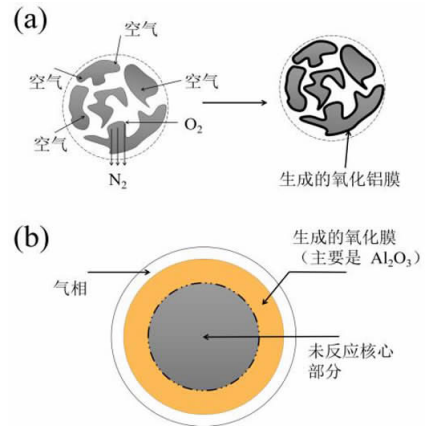 (a)
空气
空气
空气
空气
O₂
N₂
生成的氧化铝膜
(b)
生成的氧化膜
（主要是 Al₂O₃）
气相
未反应核心
部分